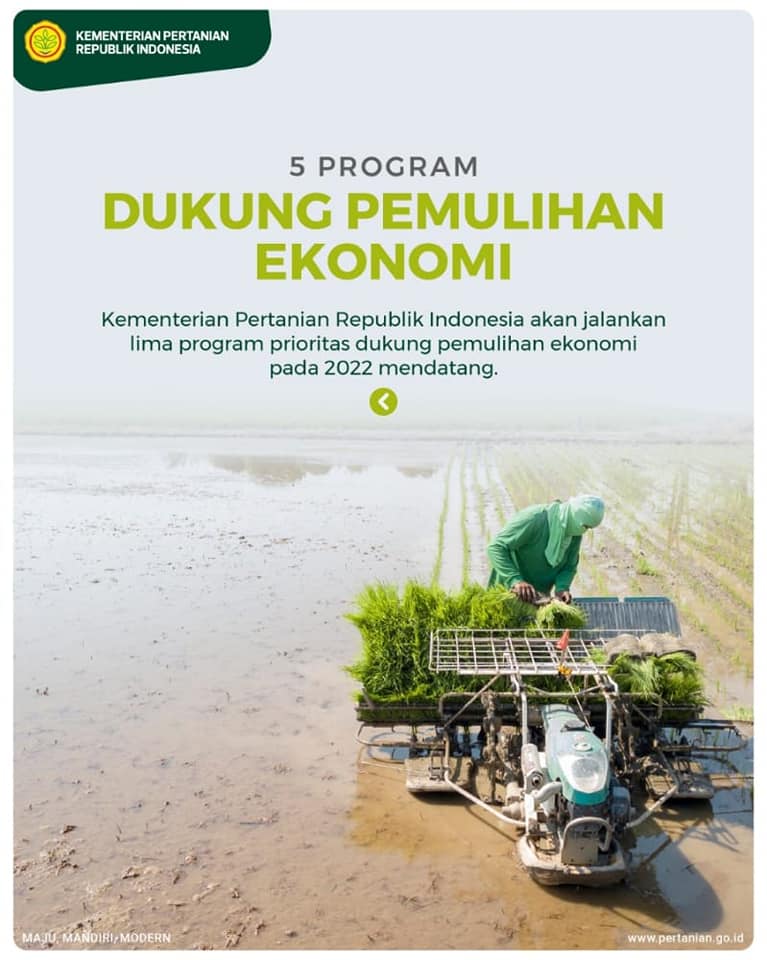 KEMENTERIAN PERTANIAN
REPUBLIK INDONESIA
5 PROGRAM
DUKUNG PEMULIHAN
EKONOMI
Kementerian Pertanian Republik Indonesia akan jalankan
lima program prioritas dukung pemulihan ekonomi
pada 2022 mendatang.
MAJU, MANDIRI, MODERN
www.pertanian.go.id